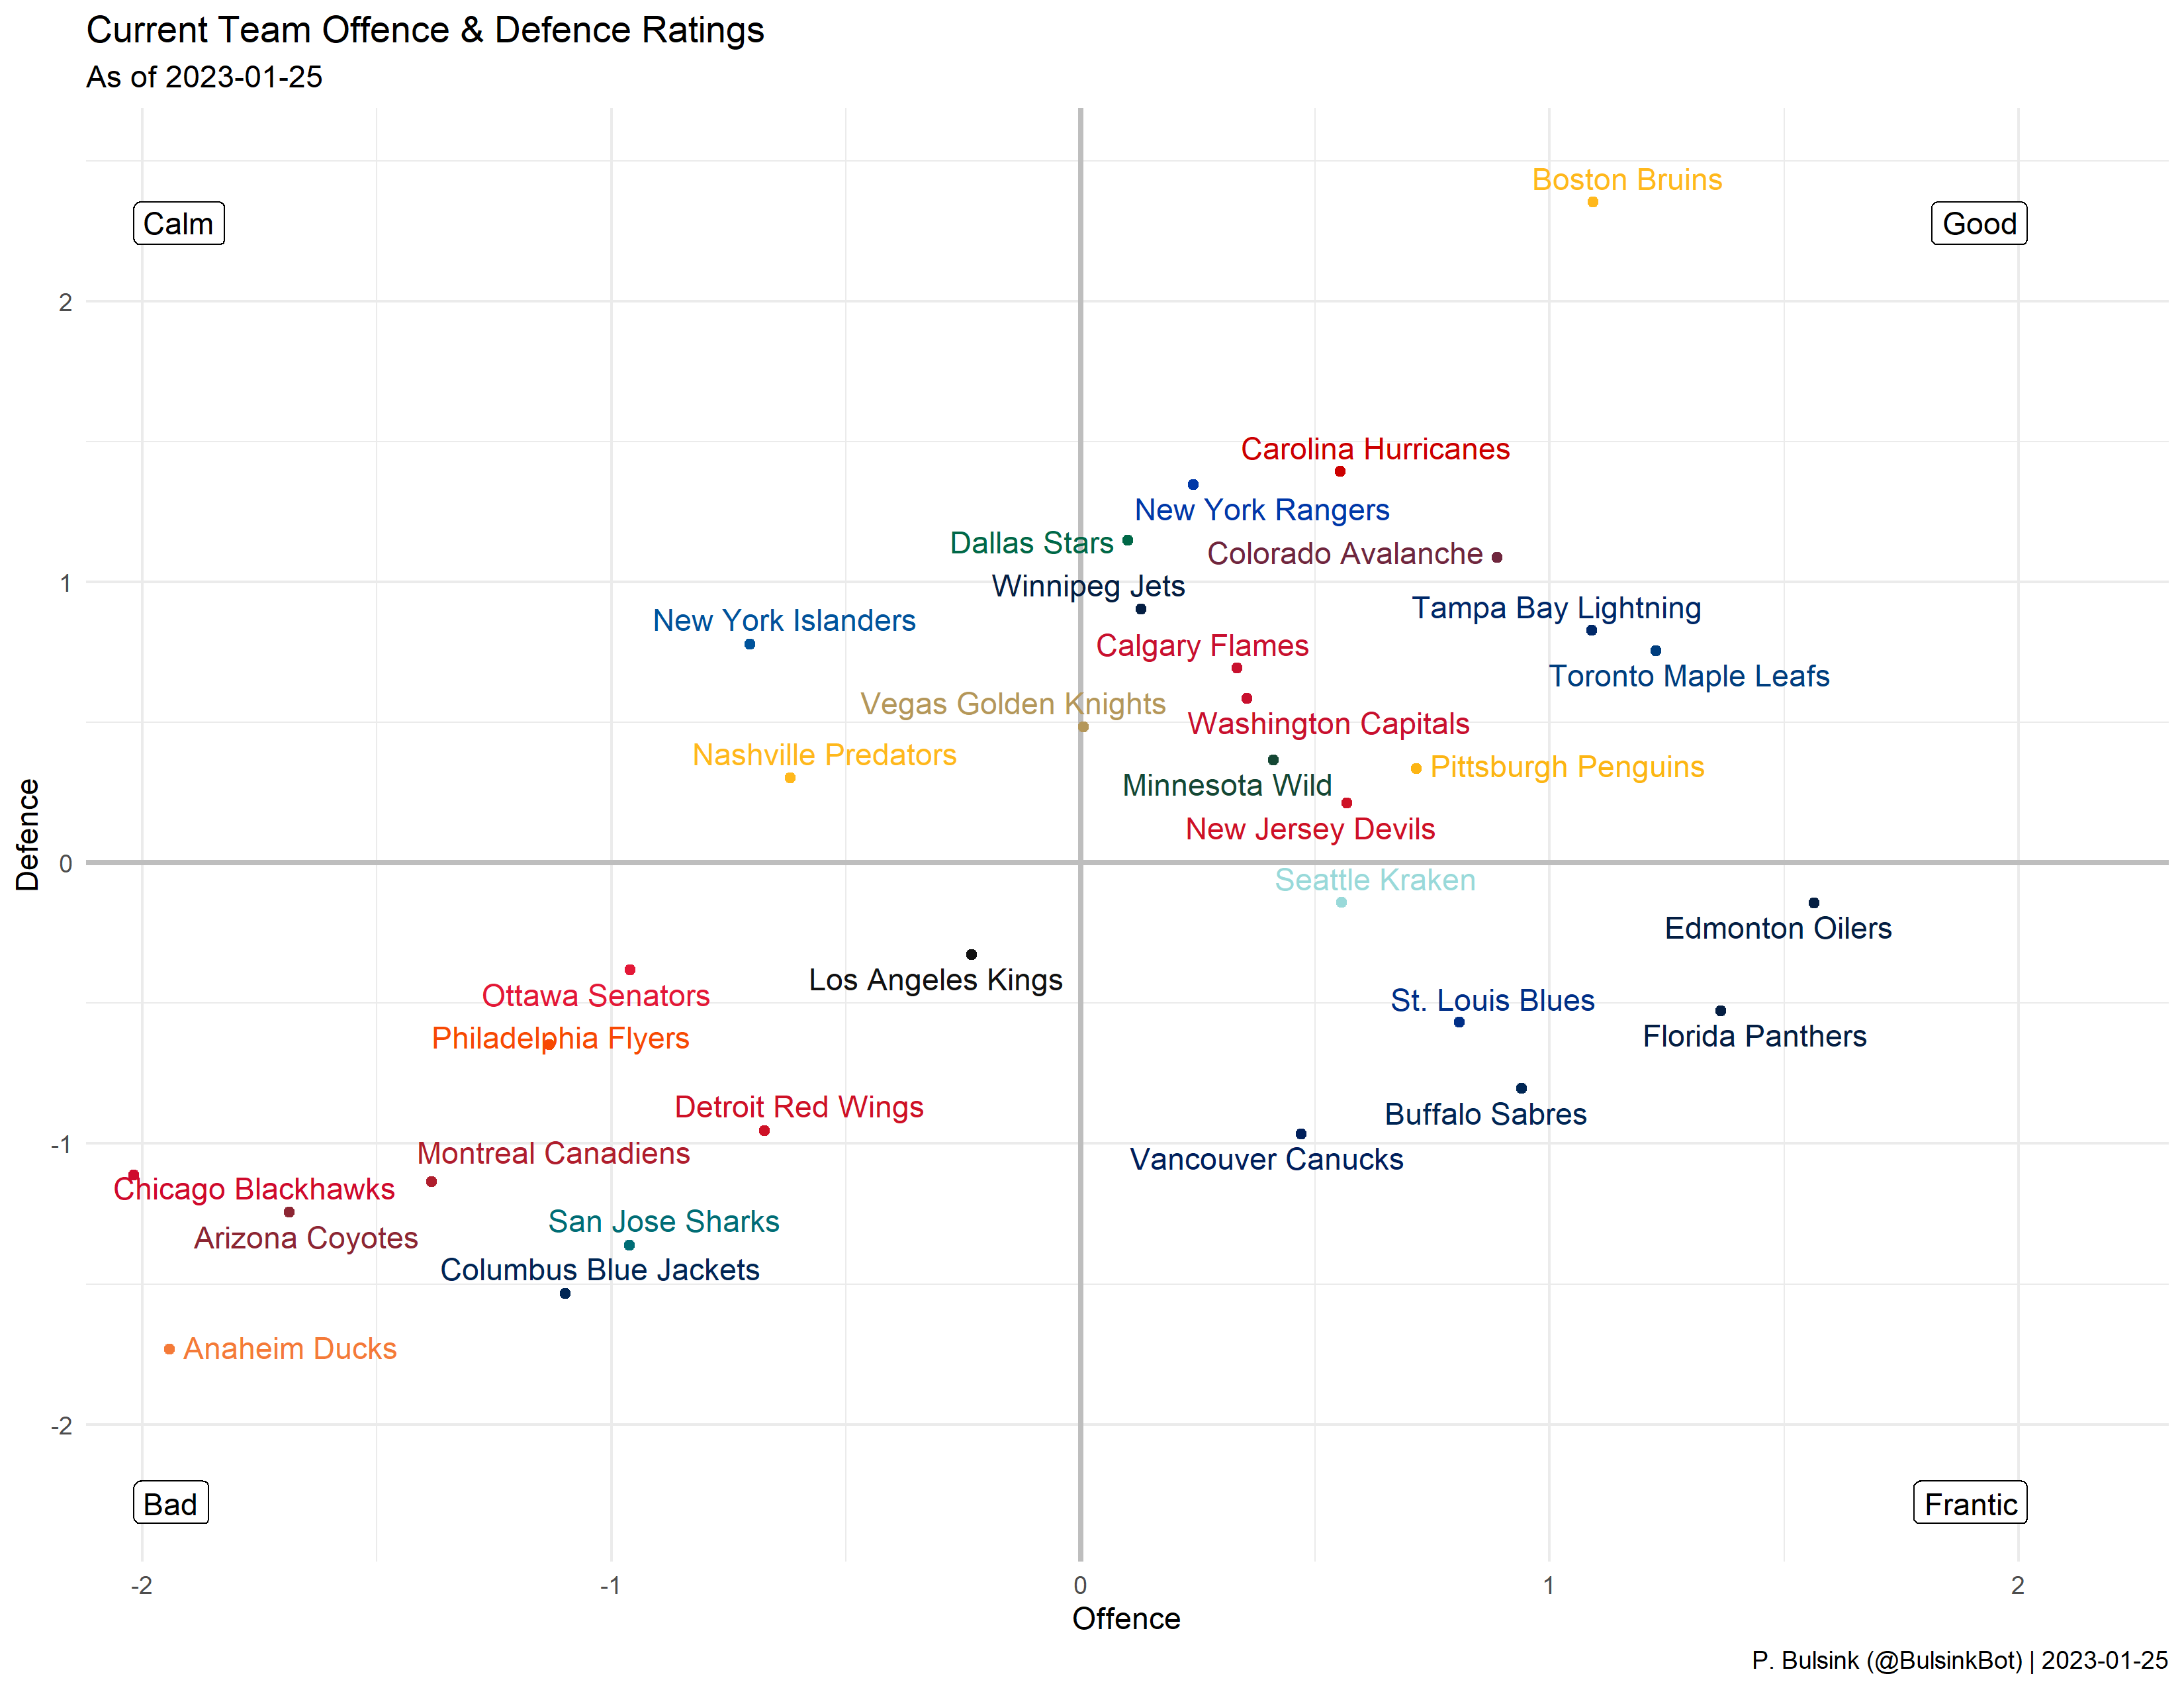 Current Team Offence & Defence Ratings
As of 2023-01-25
Boston Bruins
Calm
Good
2
Carolina Hurricanes
New York Rangers
Dallas Stars
Colorado Avalanche
1
Winnipeg Jets
Tampa Bay Lightning
New York Islanders
Calgary Flames
Toronto Maple Leafs
Vegas Golden Knights
Washington Capitals
Nashville Predators
Pittsburgh Penguins
Minnesota Wild
New Jersey Devils
Defence
0
Seattle Kraken
Edmonton Oilers
Los Angeles Kings
Ottawa Senators
St. Louis Blues
Philadelphia Flyers
Florida Panthers
Detroit Red Wings
Buffalo Sabres
-1
Montreal Canadiens
Vancouver Canucks
Chicago Blackhawks
San Jose Sharks
Arizona Coyotes
Columbus Blue Jackets
Anaheim Ducks
-2
Bad
Frantic
-2
-1
0
1
2
Offence
P. Bulsink (@BulsinkBot) | 2023-01-25